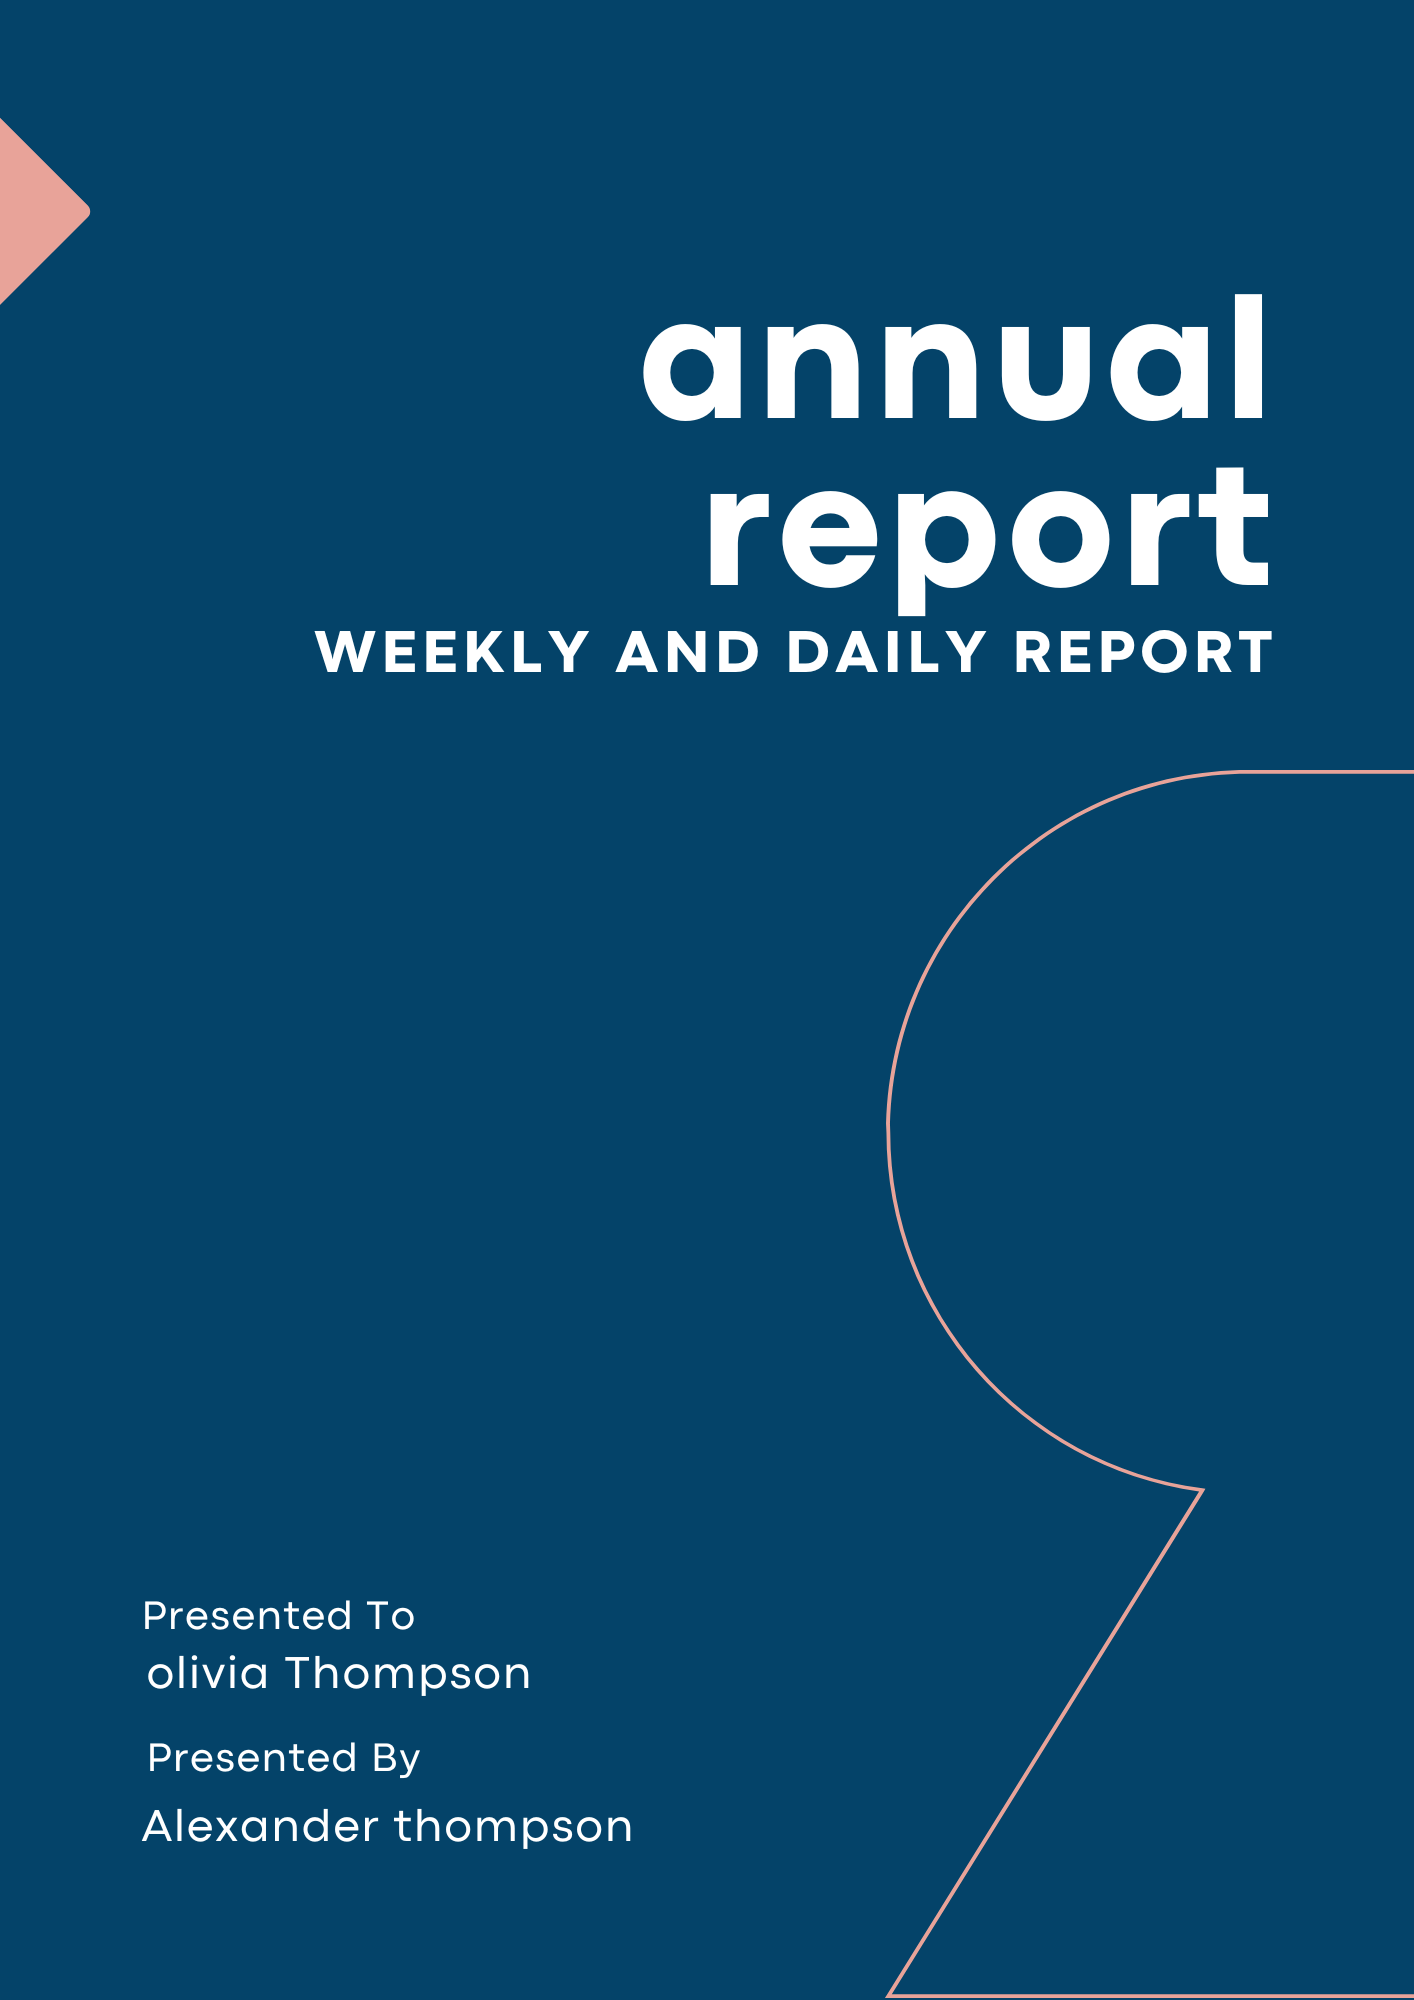 annual
report
WEEKLY AND DAILY REPORT
Presented To
olivia Thompson
Presented By
Alexander thompson